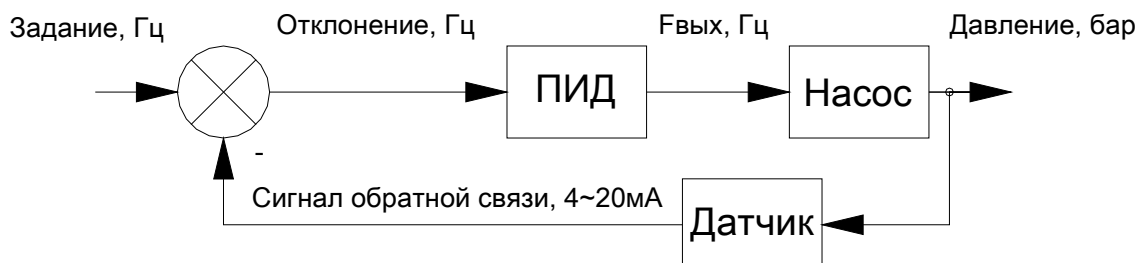 Задание, Гц
Отклонение, Гц
Fвых, Гц
Давление, бар
ПИД
Насос
-
Сигнал обратной связи, 4~20мА
Датчик